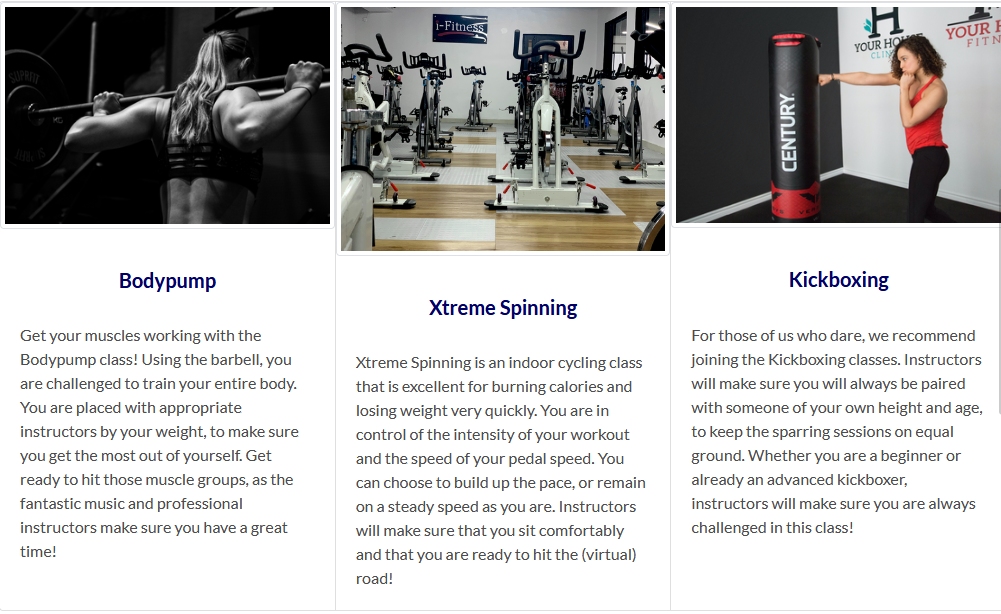 i-Fitness
YOUR HOUSE
CLIN
YOUR H
FITN
CENTURY.
Bodypump
Get your muscles working with the
Bodypump class! Using the barbell, you
are challenged to train your entire body.
You are placed with appropriate
instructors by your weight, to make sure
you get the most out of yourself. Get
ready to hit those muscle groups, as the
fantastic music and professional
instructors make sure you have a great
time!
Xtreme Spinning
Xtreme Spinning is an indoor cycling class
that is excellent for burning calories and
losing weight very quickly. You are in
control of the intensity of your workout
and the speed of your pedal speed. You
can choose to build up the pace, or remain
on a steady speed as you are. Instructors
will make sure that you sit comfortably
and that you are ready to hit the (virtual)
road!
Kickboxing
For those of us who dare, we recommend
joining the Kickboxing classes. Instructors
will make sure you will always be paired
with someone of your own height and age,
to keep the sparring sessions on equal
ground. Whether you are a beginner or
already an advanced kickboxer,
instructors will make sure you are always
challenged in this class!